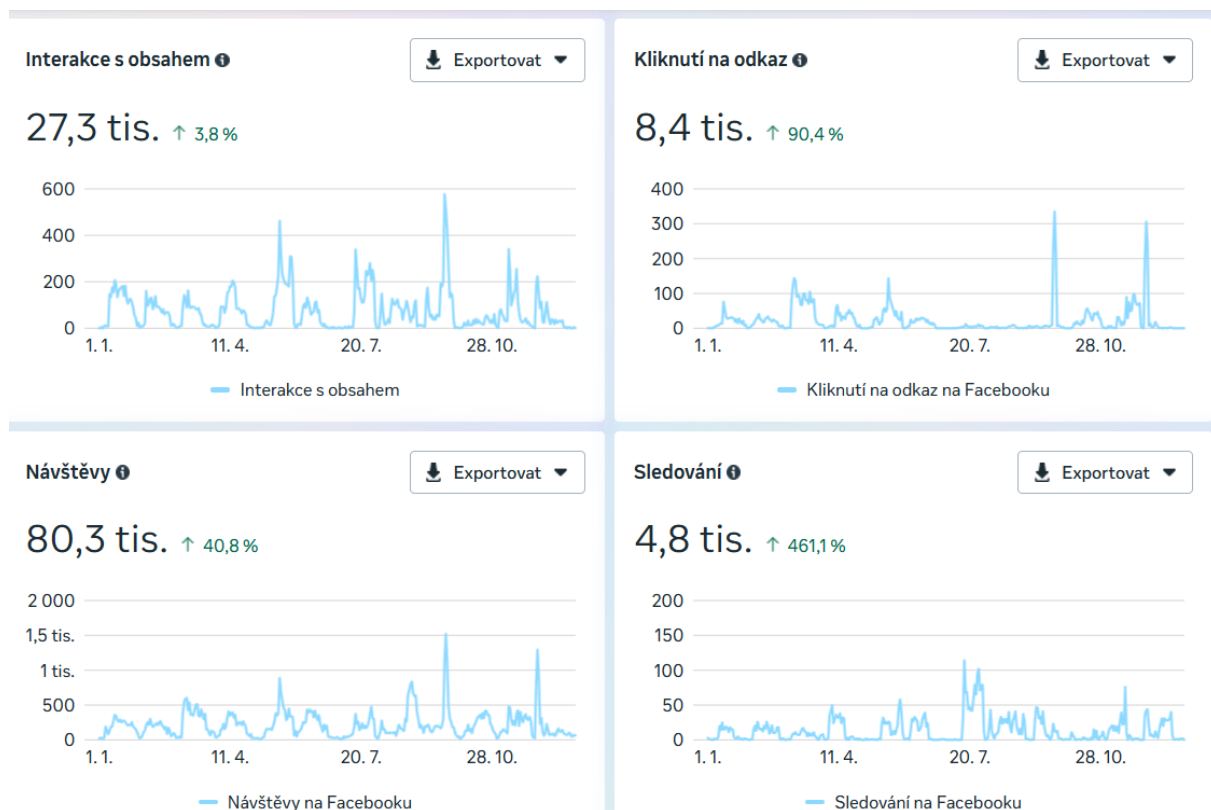 Interakce s obsahem
Exportovat
27,3 tis. ↑ 3,8 %
600
400
200
0
1. 1.
11. 4.
20. 7.
28. 10.
Interakce s obsahem
Kliknutí na odkaz
Exportovat
8,4 tis. ↑ 90,4 %
400
300
200
100
0
1. 1.
11. 4.
20. 7.
28. 10.
Kliknutí na odkaz na Facebooku
Návštěvy
Exportovat
80,3 tis. ↑ 40,8 %
2 000
1,5 tis.
1 tis.
500
0
1. 1.
11. 4.
20. 7.
28. 10.
Návštěvy na Facebooku
Sledování
Exportovat
4,8 tis. ↑ 461,1 %
200
150
100
50
0
1. 1.
11. 4.
20. 7.
28. 10.
Sledování na Facebooku